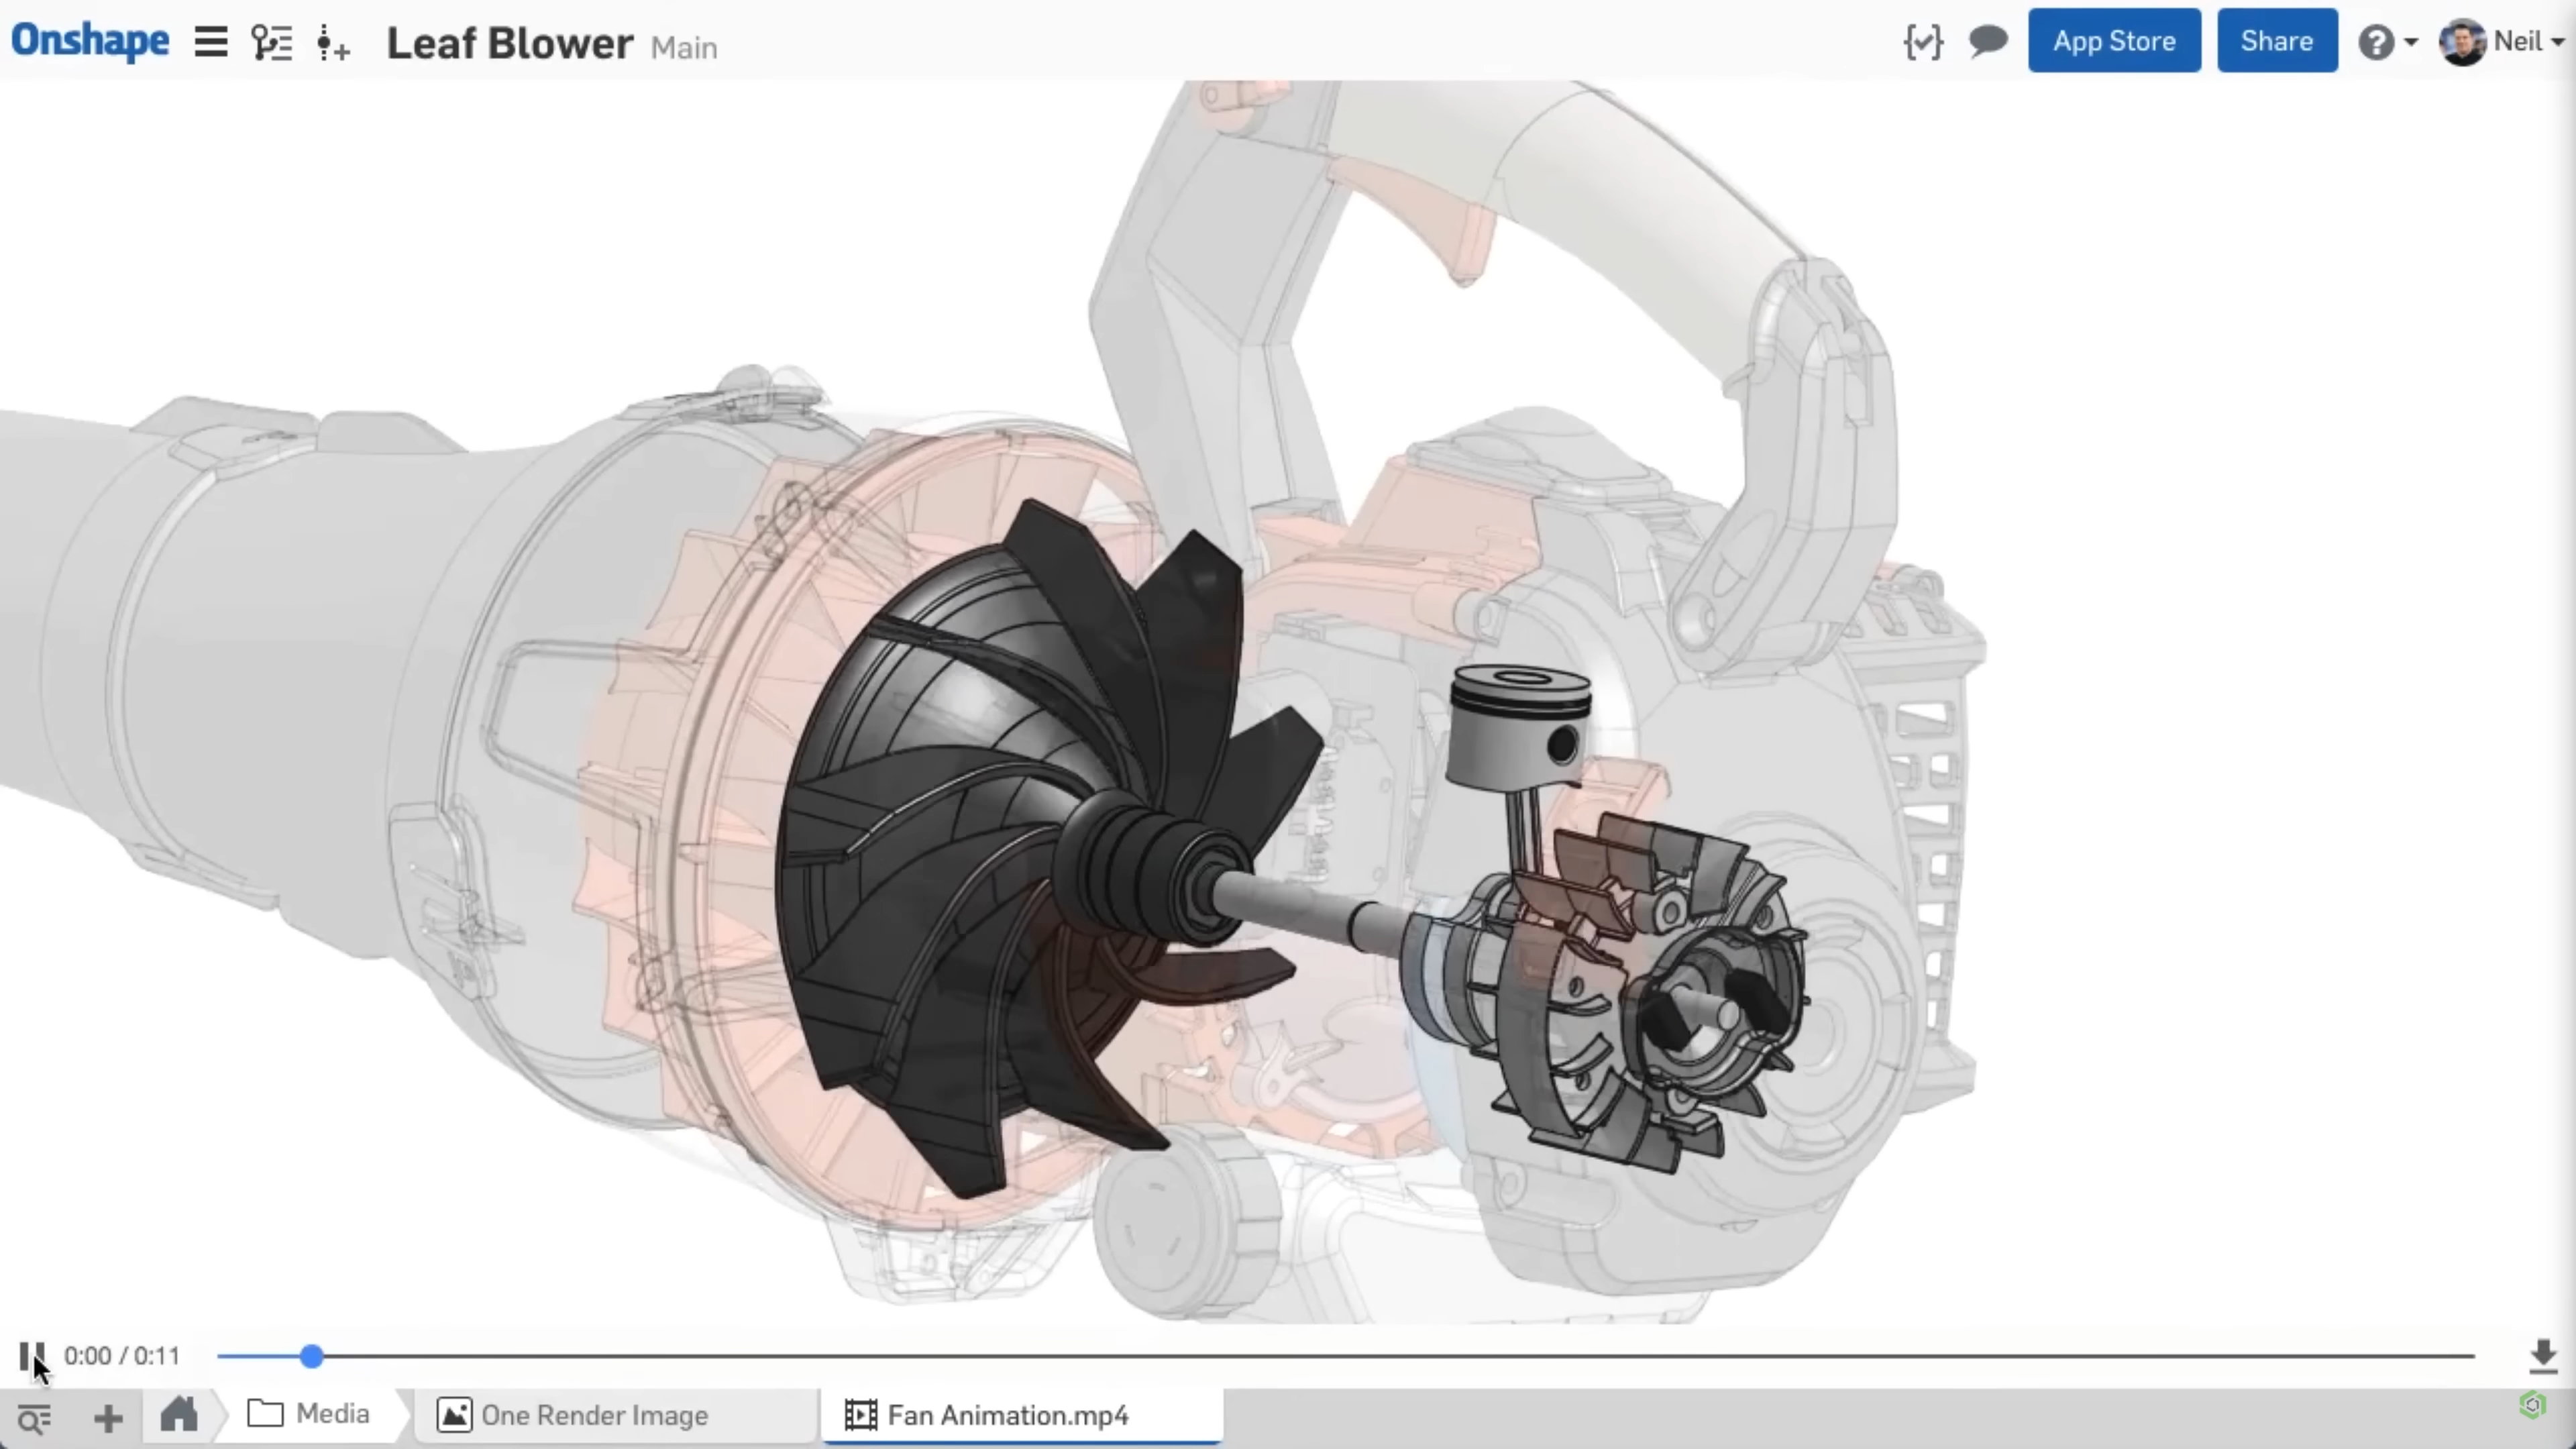 Onshape Leaf Blower Main App Store Share Neil
0:00 / 0:11
Media One Render Image Fan Animation.mp4